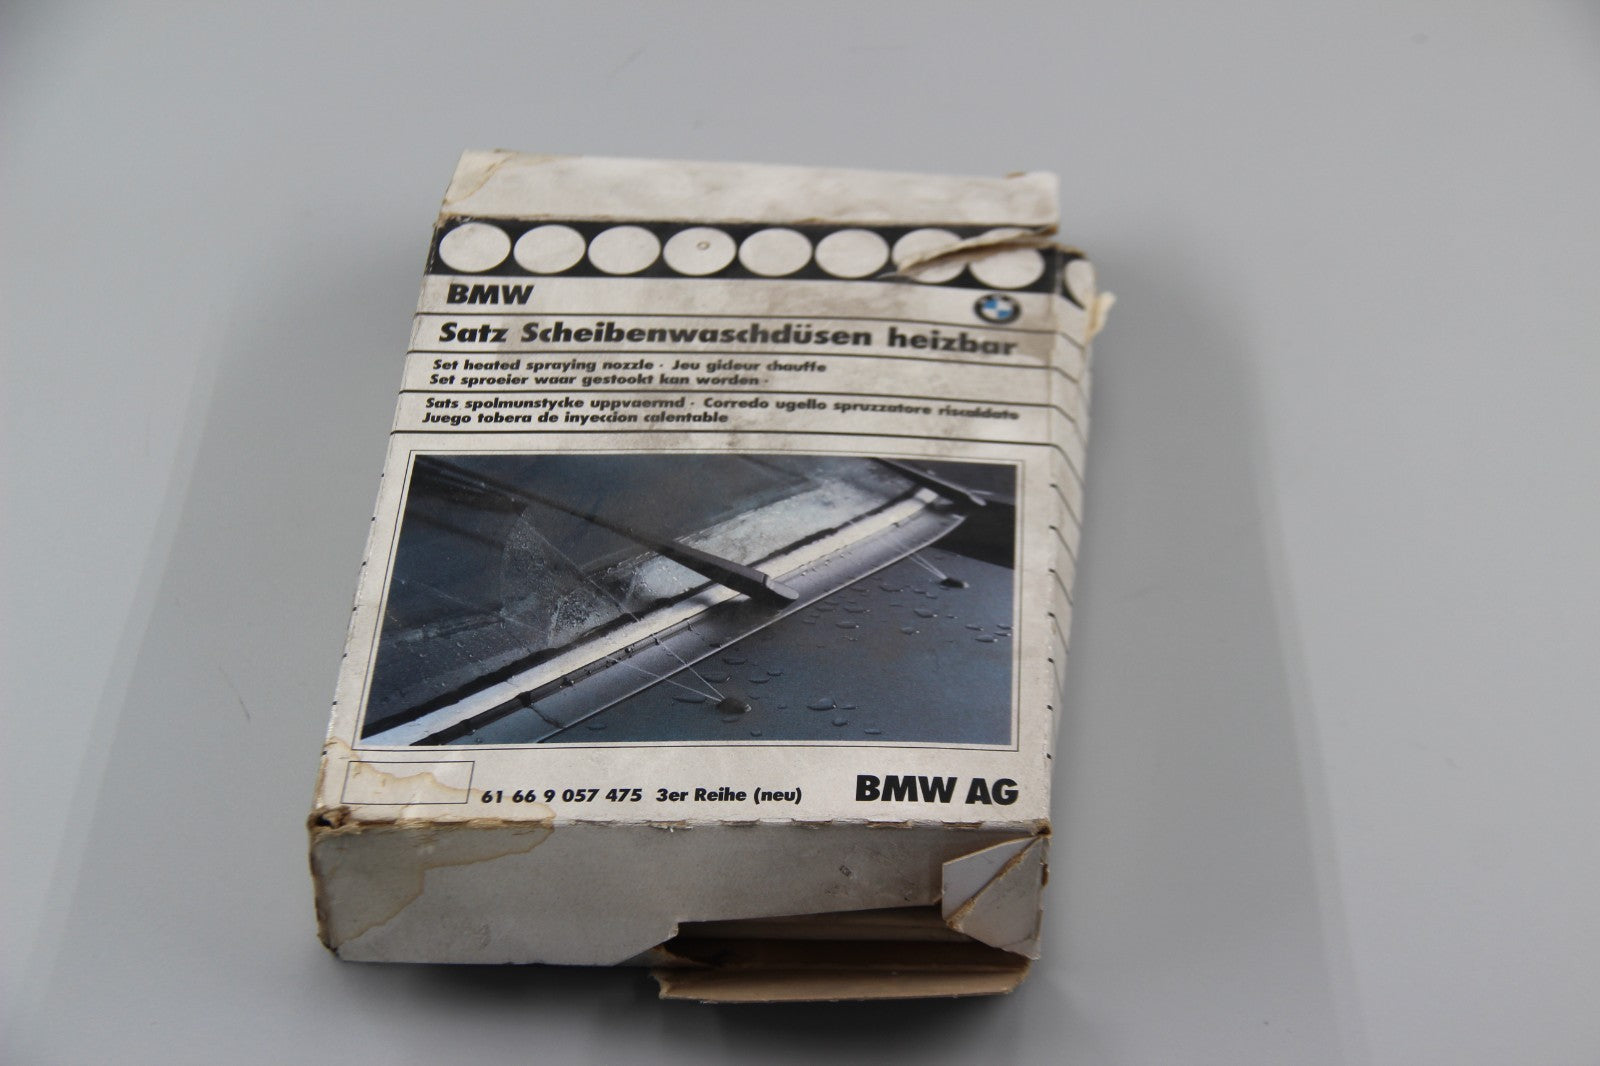 BMW
Satz Scheibenwaschdüsen heizbar
Set heated spraying nozzle · Jeu gideur chauffe
Set sproeier waar gestookt kan worden ·
Sats spolmunstycke uppvaermd · Corredo ugello spruzzatore riscaldato
Juego tobera de inyeccion calentable
61 66 9 057 475 3er Reihe (neu)
BMW AG